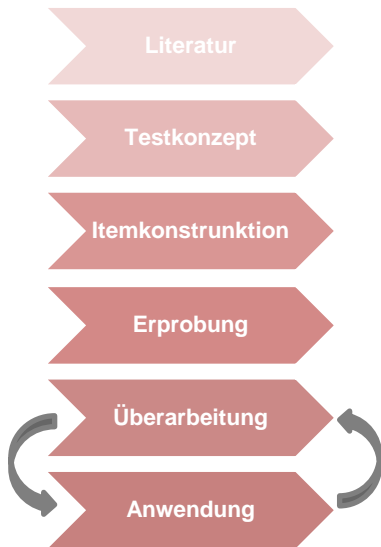 Literatur
Testkonzept
Itemkonstrunktion
Erprobung
Überarbeitung
Anwendung